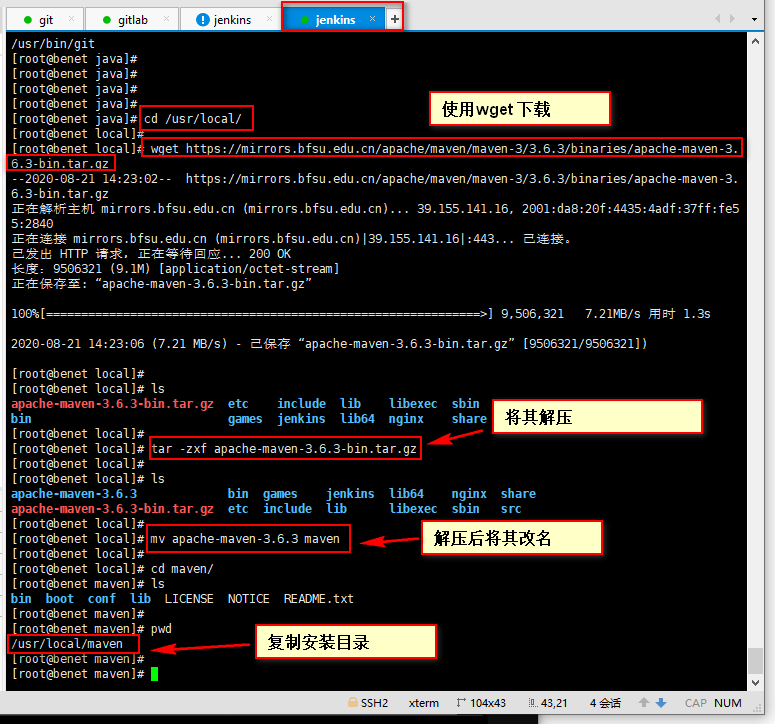 git gitlab jenkins jenkins
/usr/bin/git
[root@benet java]#
[root@benet java]#
[root@benet java]#
[root@benet java]#
[root@benet java]# cd /usr/local/
使用wget下载
[root@benet local]#
[root@benet local]# wget https://mirrors.bfsu.edu.cn/apache/maven/maven-3/3.6.3/binaries/apache-maven-3.
6.3-bin.tar.gz
--2020-08-21 14:23:02--  https://mirrors.bfsu.edu.cn/apache/maven/maven-3/3.6.3/binaries/apache-maven-3.
6.3-bin.tar.gz
正在解析主机 mirrors.bfsu.edu.cn (mirrors.bfsu.edu.cn)... 39.155.141.16, 2001:da8:20f:4435:4adf:37ff:fe5
5:2840
正在连接 mirrors.bfsu.edu.cn (mirrors.bfsu.edu.cn)|39.155.141.16|:443... 已连接。
已发出 HTTP 请求，正在等待回应... 200 OK
长度：9506321 (9.1M) [application/octet-stream]
正在保存至: “apache-maven-3.6.3-bin.tar.gz”
100%[==============================================================>] 9,506,321   7.21MB/s 用时 1.3s
2020-08-21 14:23:06 (7.21 MB/s) - 已保存 “apache-maven-3.6.3-bin.tar.gz” [9506321/9506321])
[root@benet local]#
[root@benet local]# ls
apache-maven-3.6.3-bin.tar.gz  etc    include  lib    libexec  sbin
bin                            games  jenkins  lib64  nginx    share
将其解压
[root@benet local]#
[root@benet local]# tar -zxf apache-maven-3.6.3-bin.tar.gz
[root@benet local]#
[root@benet local]# ls
apache-maven-3.6.3             bin  games    jenkins  lib64    nginx  share
apache-maven-3.6.3-bin.tar.gz  etc  include  lib      libexec  sbin   src
[root@benet local]#
[root@benet local]# mv apache-maven-3.6.3 maven
解压后将其改名
[root@benet local]#
[root@benet local]# cd maven/
[root@benet maven]# ls
bin  boot  conf  lib  LICENSE  NOTICE  README.txt
[root@benet maven]#
[root@benet maven]# pwd
/usr/local/maven
复制安装目录
[root@benet maven]#
[root@benet maven]#
SSH2 xterm 104x43 43,21 4 会话 CAP NUM